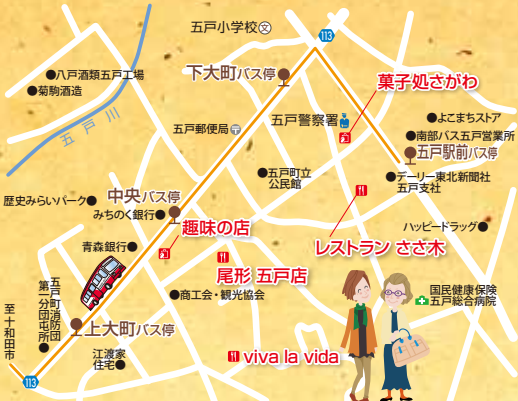 五戸小学校
文
113
八戸酒類五戸工場
菊駒酒造
下大町バス停
菓子処さがわ
五戸川
五戸郵便局
五戸警察署
よこまちストア
南部バス五戸営業所
五戸駅前バス停
五戸町立
公民館
デーリー東北新聞社
五戸支社
歴史みらいパーク
中央バス停
みちのく銀行
趣味の店
ハッピードラッグ
レストラン ささ木
青森銀行
尾形 五戸店
五戸町消防団
第一分団屯所
商工会・観光協会
国民健康保険
五戸総合病院
上大町バス停
至十和田市
江渡家
住宅
viva la vida
113